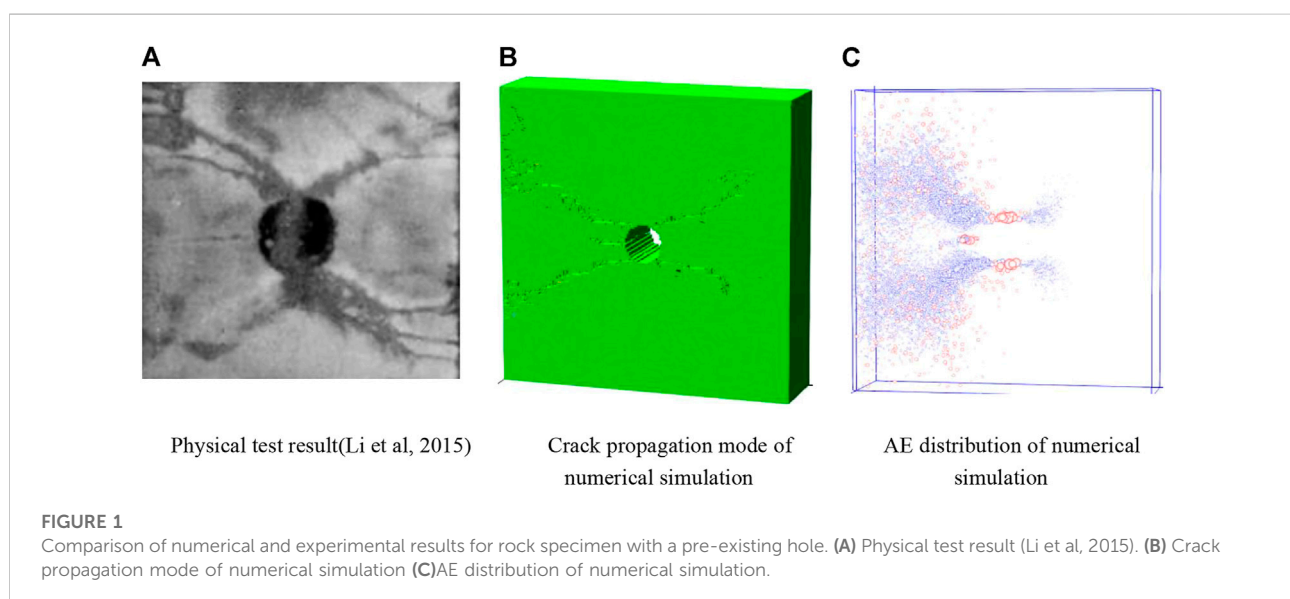 A
B
C
Physical test result(Li et al, 2015)
Crack propagation mode of
numerical simulation
AE distribution of numerical
simulation
FIGURE 1
Comparison of numerical and experimental results for rock specimen with a pre-existing hole. (A) Physical test result (Li et al, 2015). (B) Crack
propagation mode of numerical simulation (C)AE distribution of numerical simulation.